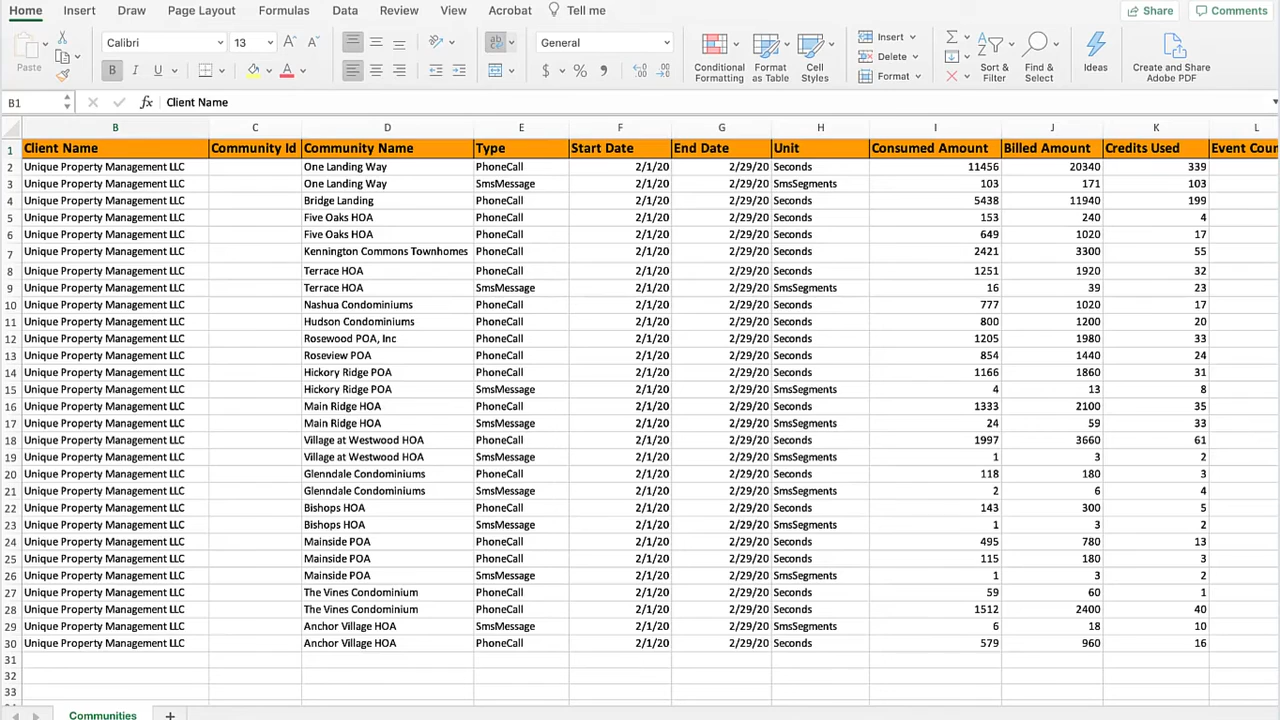 Home Insert Draw Page Layout Formulas Data Review View Acrobat Tell me Share Comments
Paste Calibri 13 A A ab General Insert Delete Format
B I U A $ % 9 Conditional Formatting Format as Table Cell Styles Sort & Filter Find & Select Ideas Create and Share Adobe PDF
B1 fx Client Name
B C D E F G H I J K L
1 Client Name Community Id Community Name Type Start Date End Date Unit Consumed Amount Billed Amount Credits Used Event Coun
2 Unique Property Management LLC One Landing Way PhoneCall 2/1/20 2/29/20 Seconds 11456 20340 339
3 Unique Property Management LLC One Landing Way SmsMessage 2/1/20 2/29/20 SmsSegments 103 171 103
4 Unique Property Management LLC Bridge Landing PhoneCall 2/1/20 2/29/20 Seconds 5438 11940 199
5 Unique Property Management LLC Five Oaks HOA PhoneCall 2/1/20 2/29/20 Seconds 153 240 4
6 Unique Property Management LLC Five Oaks HOA PhoneCall 2/1/20 2/29/20 Seconds 649 1020 17
7 Unique Property Management LLC Kennington Commons Townhomes PhoneCall 2/1/20 2/29/20 Seconds 2421 3300 55
8 Unique Property Management LLC Terrace HOA PhoneCall 2/1/20 2/29/20 Seconds 1251 1920 32
9 Unique Property Management LLC Terrace HOA SmsMessage 2/1/20 2/29/20 SmsSegments 16 39 23
10 Unique Property Management LLC Nashua Condominiums PhoneCall 2/1/20 2/29/20 Seconds 777 1020 17
11 Unique Property Management LLC Hudson Condominiums PhoneCall 2/1/20 2/29/20 Seconds 800 1200 20
12 Unique Property Management LLC Rosewood POA, Inc PhoneCall 2/1/20 2/29/20 Seconds 1205 1980 33
13 Unique Property Management LLC Roseview POA PhoneCall 2/1/20 2/29/20 Seconds 854 1440 24
14 Unique Property Management LLC Hickory Ridge POA PhoneCall 2/1/20 2/29/20 Seconds 1166 1860 31
15 Unique Property Management LLC Hickory Ridge POA SmsMessage 2/1/20 2/29/20 SmsSegments 4 13 8
16 Unique Property Management LLC Main Ridge HOA PhoneCall 2/1/20 2/29/20 Seconds 1333 2100 35
17 Unique Property Management LLC Main Ridge HOA SmsMessage 2/1/20 2/29/20 SmsSegments 24 59 33
18 Unique Property Management LLC Village at Westwood HOA PhoneCall 2/1/20 2/29/20 Seconds 1997 3660 61
19 Unique Property Management LLC Village at Westwood HOA SmsMessage 2/1/20 2/29/20 SmsSegments 1 3 2
20 Unique Property Management LLC Glenndale Condominiums PhoneCall 2/1/20 2/29/20 Seconds 118 180 3
21 Unique Property Management LLC Glenndale Condominiums SmsMessage 2/1/20 2/29/20 SmsSegments 2 6 4
22 Unique Property Management LLC Bishops HOA PhoneCall 2/1/20 2/29/20 Seconds 143 300 5
23 Unique Property Management LLC Bishops HOA SmsMessage 2/1/20 2/29/20 SmsSegments 1 3 2
24 Unique Property Management LLC Mainside POA PhoneCall 2/1/20 2/29/20 Seconds 495 780 13
25 Unique Property Management LLC Mainside POA PhoneCall 2/1/20 2/29/20 Seconds 115 180 3
26 Unique Property Management LLC Mainside POA SmsMessage 2/1/20 2/29/20 SmsSegments 1 3 2
27 Unique Property Management LLC The Vines Condominium PhoneCall 2/1/20 2/29/20 Seconds 59 60 1
28 Unique Property Management LLC The Vines Condominium PhoneCall 2/1/20 2/29/20 Seconds 1512 2400 40
29 Unique Property Management LLC Anchor Village HOA SmsMessage 2/1/20 2/29/20 SmsSegments 6 18 10
30 Unique Property Management LLC Anchor Village HOA PhoneCall 2/1/20 2/29/20 Seconds 579 960 16
31
32
33
Communities